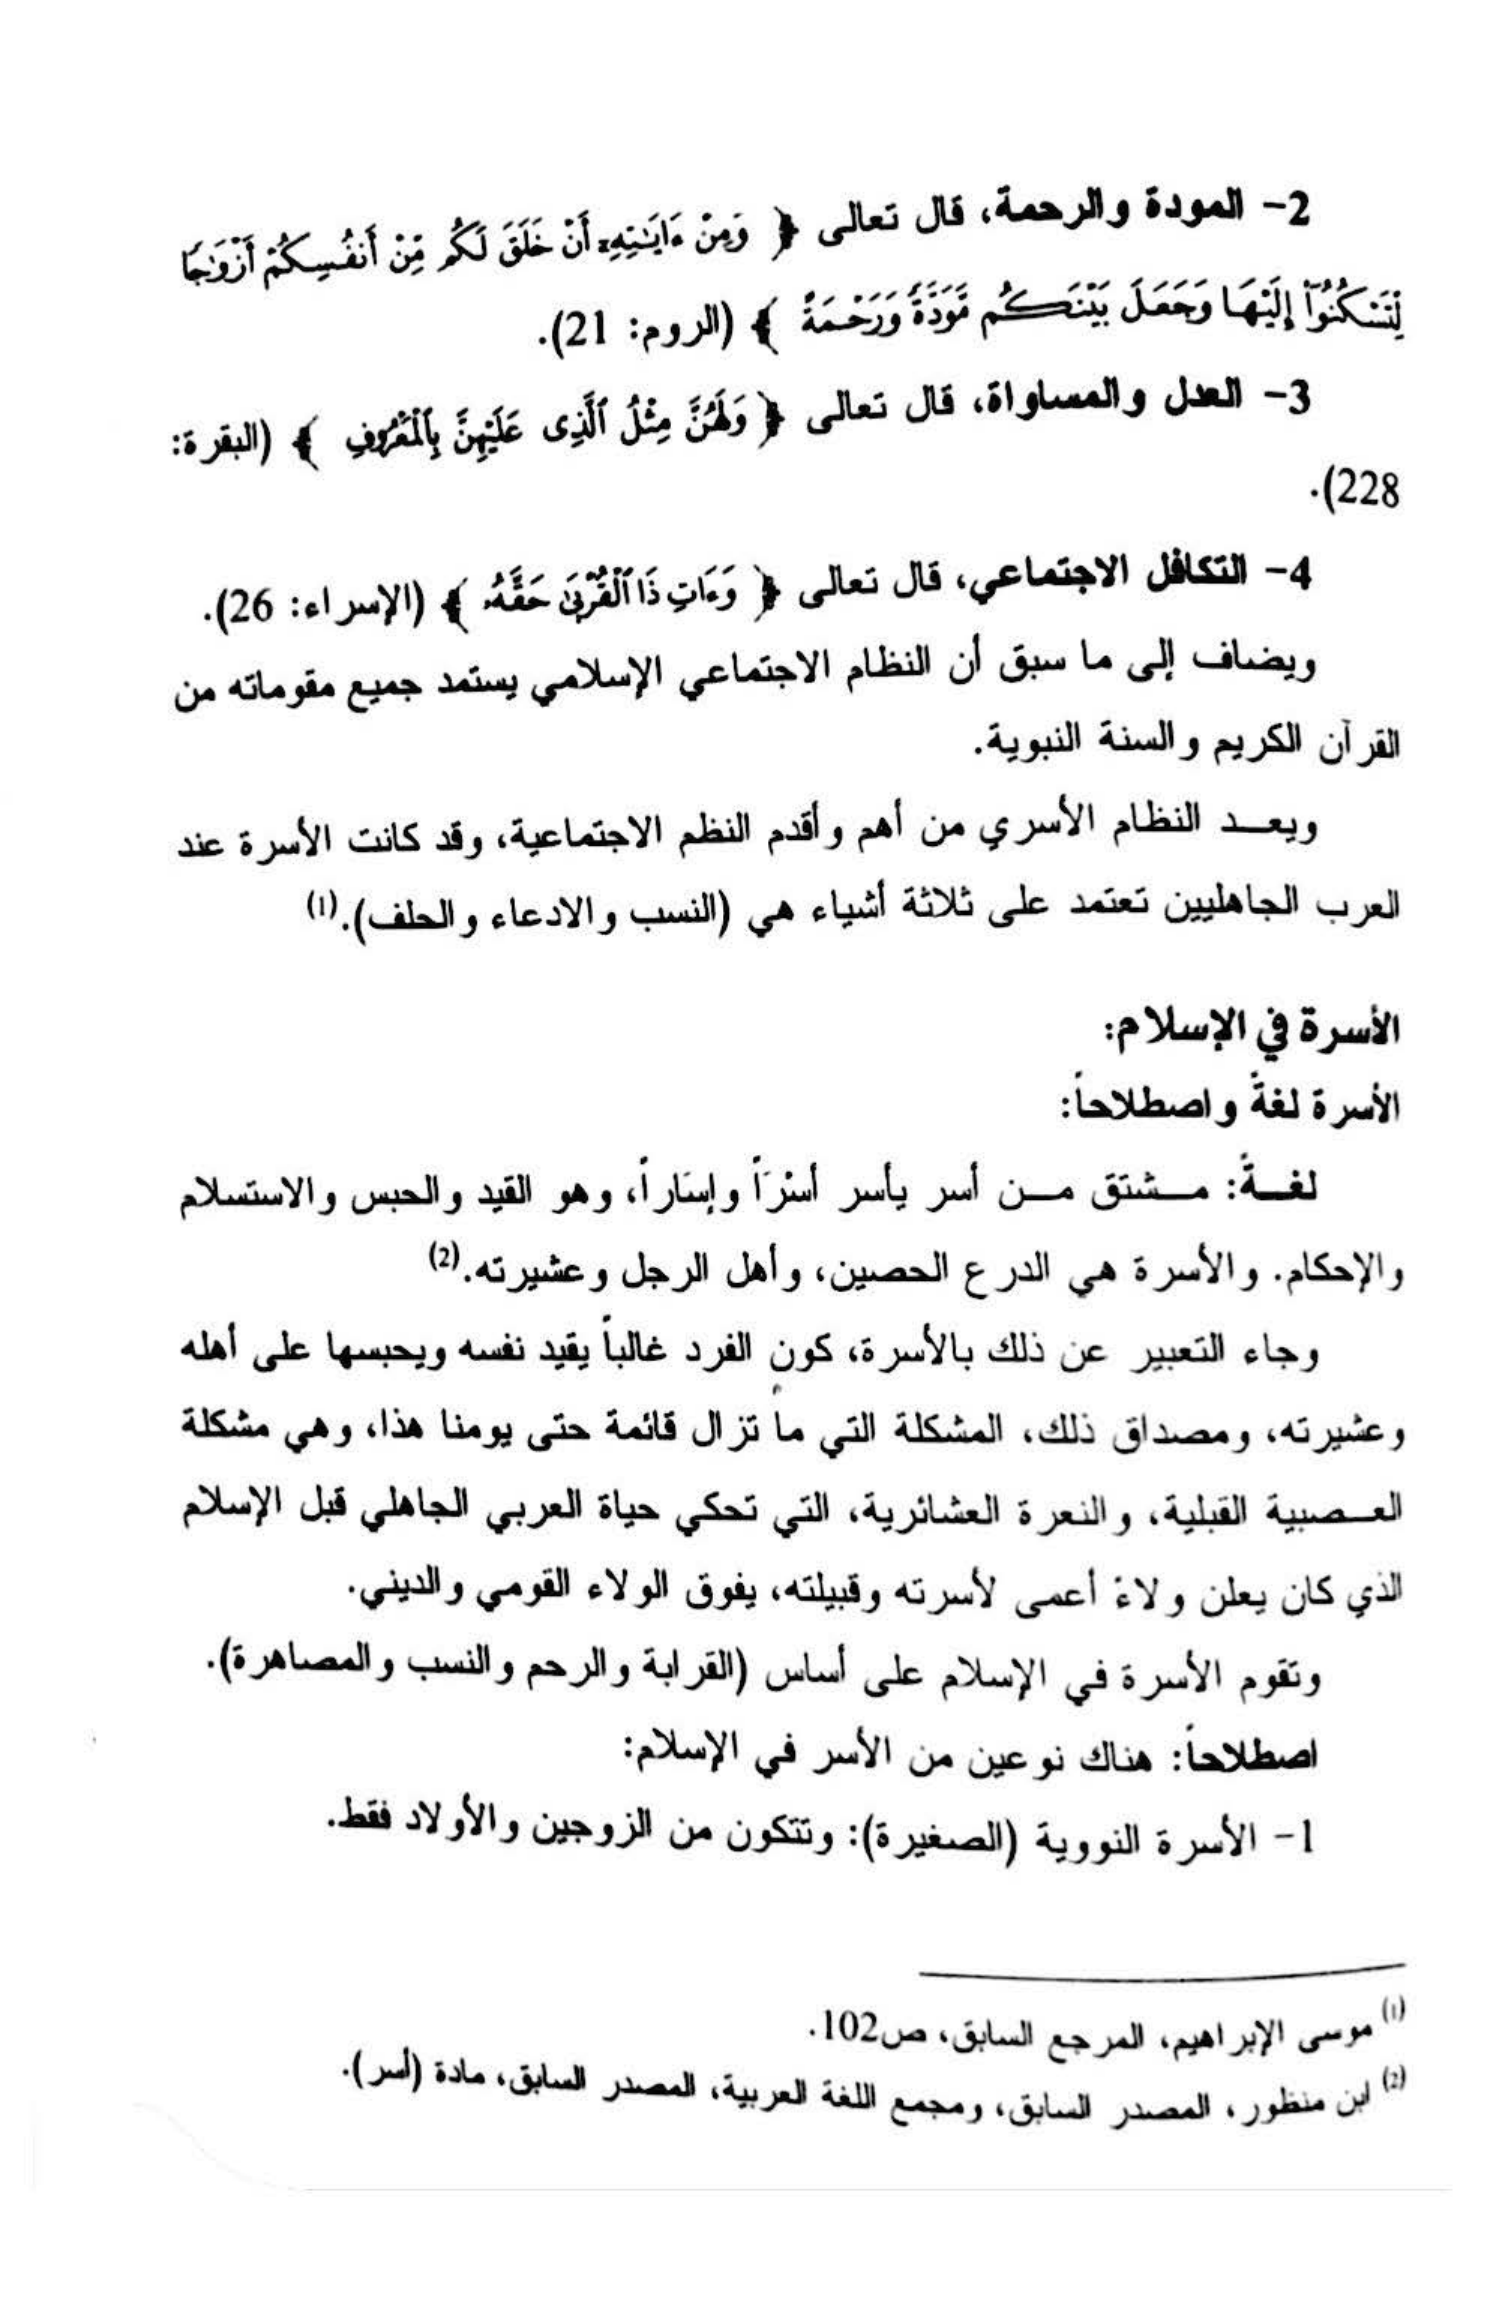 2- المودة والرحمة، قال تعالى ﴿ وَمِنْ ءَايَـٰتِهِۦٓ أَنْ خَلَقَ لَكُم مِّنْ أَنفُسِكُمْ أَزْوَٰجًا
لِّتَسْكُنُوٓا۟ إِلَيْهَا وَجَعَلَ بَيْنَكُم مَّوَدَّةً وَرَحْمَةً ﴾ (الروم: 21).
3- العدل والمساواة، قال تعالى ﴿ وَلَهُنَّ مِثْلُ ٱلَّذِى عَلَيْهِنَّ بِٱلْمَعْرُوفِ ﴾ (البقرة:
228).
4- التكافل الاجتماعي، قال تعالى ﴿ وَءَاتِ ذَا ٱلْقُرْبَىٰ حَقَّهُۥ ﴾ (الإسراء: 26).
ويضاف إلى ما سبق أن النظام الاجتماعي الإسلامي يستمد جميع مقوماته من
القرآن الكريم والسنة النبوية.
ويعـــد النظام الأسري من أهم وأقدم النظم الاجتماعية، وقد كانت الأسرة عند
العرب الجاهليين تعتمد على ثلاثة أشياء هي (النسب والادعاء والحلف).(1)
الأسرة في الإسلام:
الأسرة لغةً واصطلاحاً:
لغـــةً: مـــشتق مـــن أسر يأسر أسْرَاً وإسَاراً، وهو القيد والحبس والاستسلام
والإحكام. والأسرة هي الدرع الحصين، وأهل الرجل وعشيرته.(2)
وجاء التعبير عن ذلك بالأسرة، كون الفرد غالباً يقيد نفسه ويحبسها على أهله
وعشيرته، ومصداق ذلك، المشكلة التي ما تزال قائمة حتى يومنا هذا، وهي مشكلة
العـــصبية القبلية، والنعرة العشائرية، التي تحكي حياة العربي الجاهلي قبل الإسلام
الذي كان يعلن ولاءً أعمى لأسرته وقبيلته، يفوق الولاء القومي والديني.
وتقوم الأسرة في الإسلام على أساس (القرابة والرحم والنسب والمصاهرة).
اصطلاحاً: هناك نوعين من الأسر في الإسلام:
1- الأسرة النووية (الصغيرة): وتتكون من الزوجين والأولاد فقط.
(1) موسى الإبراهيم، المرجع السابق، ص102.
(2) ابن منظور، المصدر السابق، ومجمع اللغة العربية، المصدر السابق، مادة (أسر).